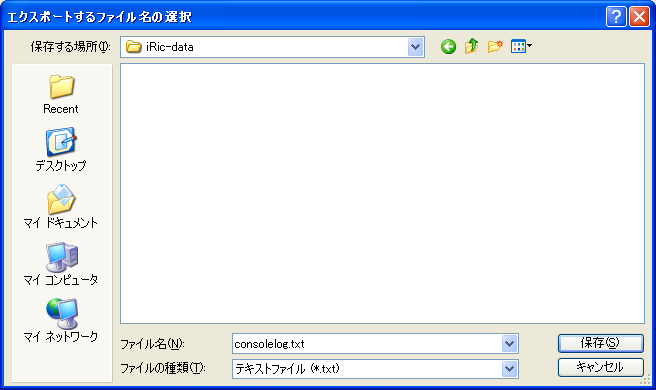 エクスポートするファイル名の選択
保存する場所(I):
iRic-data
Recent
デスクトップ
マイ ドキュメント
マイ コンピュータ
マイ ネットワーク
ファイル名(N):
consolelog.txt
保存(S)
ファイルの種類(T):
テキストファイル (*.txt)
キャンセル